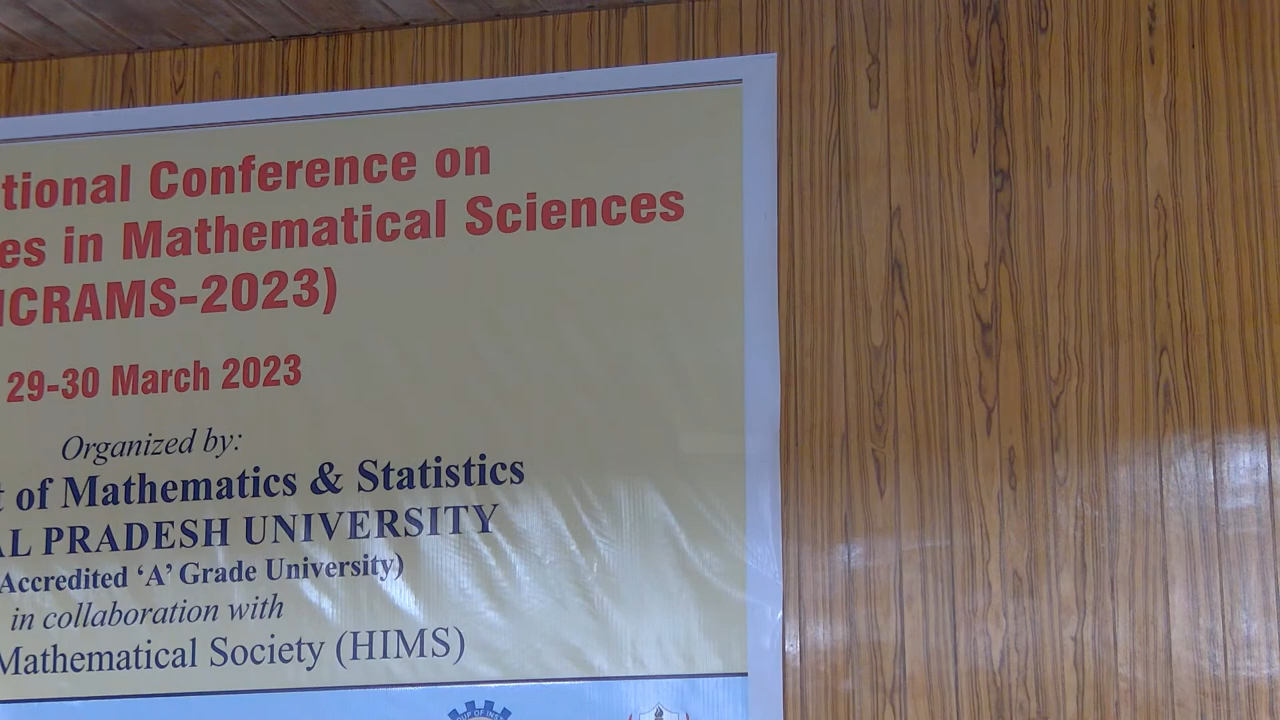 tional Conference on
es in Mathematical Sciences
ICRAMS-2023)
29-30 March 2023
Organized by:
t of Mathematics & Statistics
AL PRADESH UNIVERSITY
Accredited ‘A’ Grade University)
in collaboration with
Mathematical Society (HIMS)